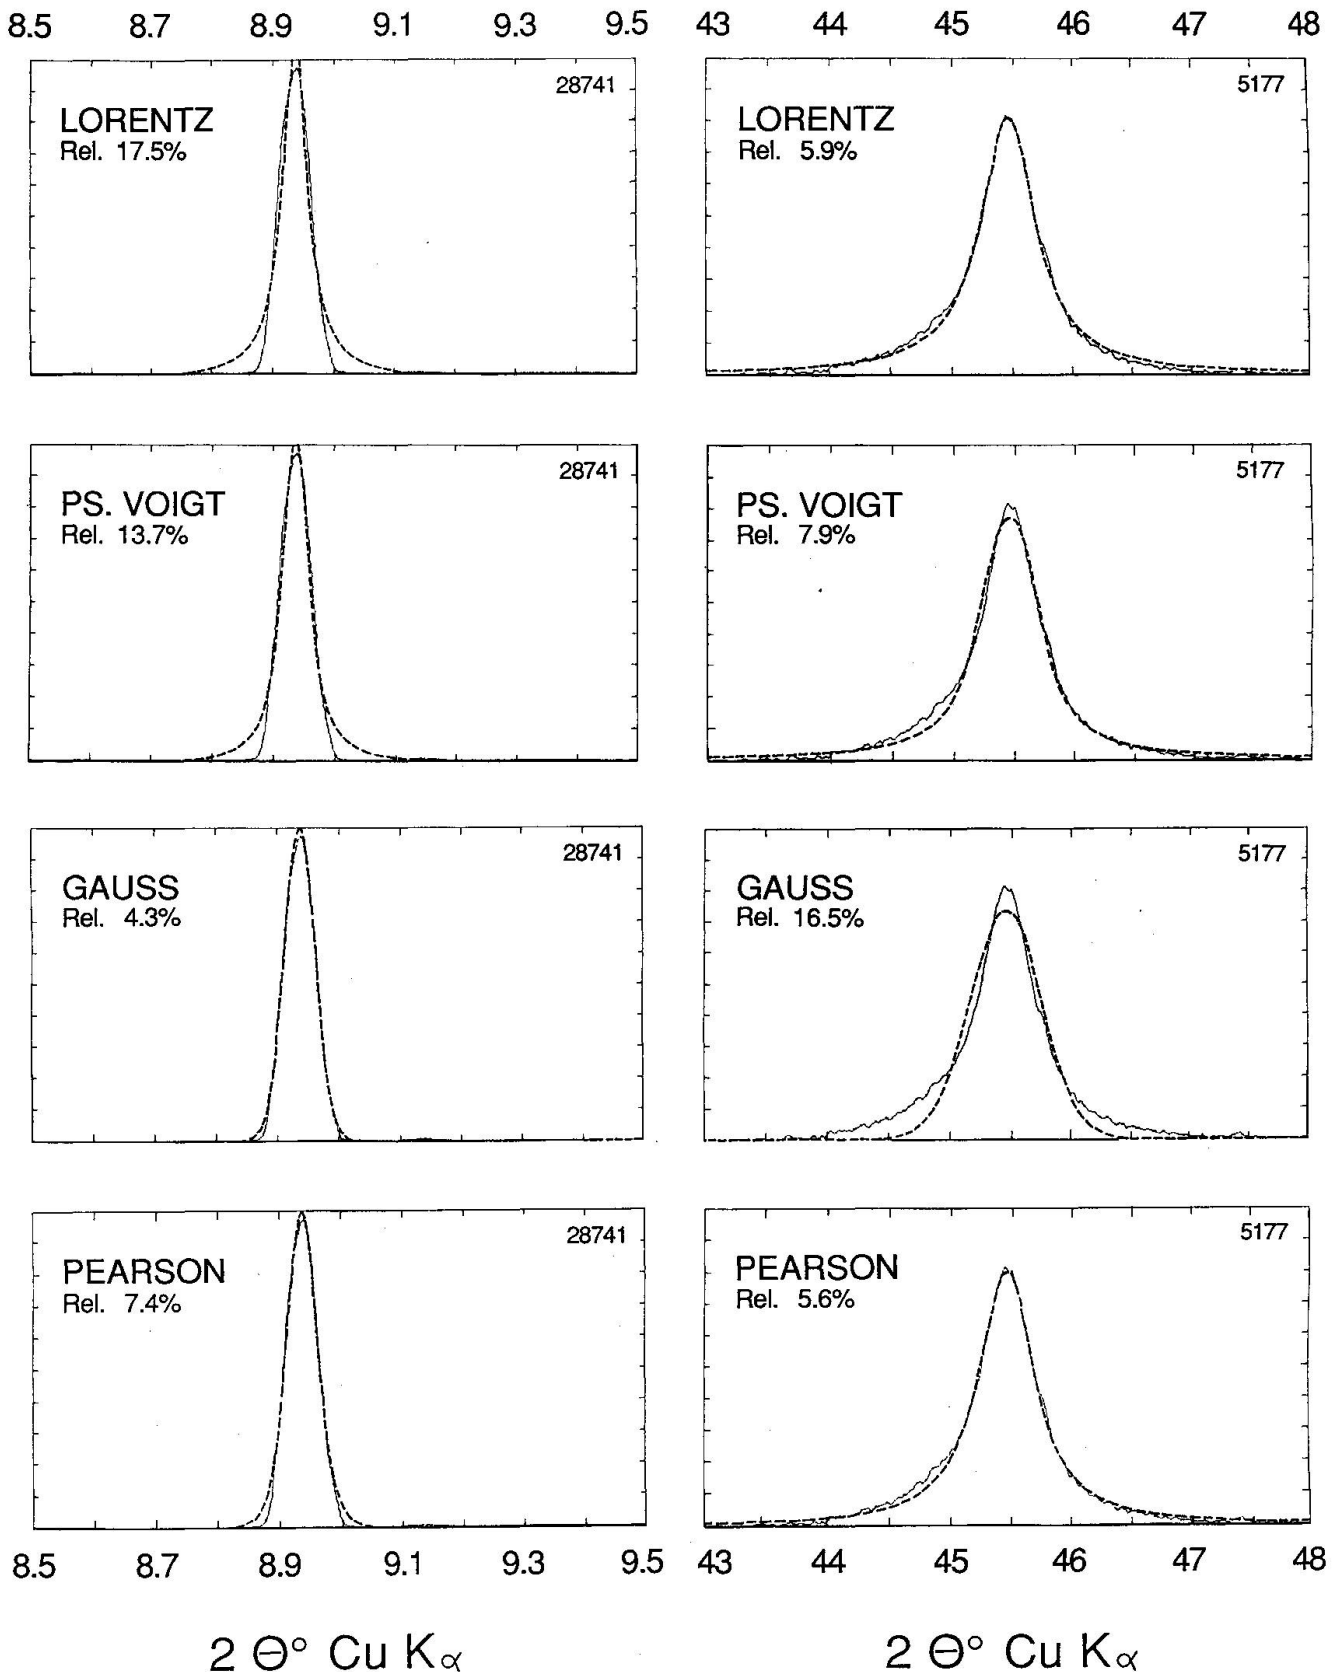 8.5 8.7 8.9 9.1 9.3 9.5 43 44 45 46 47 48
28741
LORENTZ
Rel. 17.5%
5177
LORENTZ
Rel. 5.9%
28741
PS. VOIGT
Rel. 13.7%
5177
PS. VOIGT
Rel. 7.9%
28741
GAUSS
Rel. 4.3%
5177
GAUSS
Rel. 16.5%
28741
PEARSON
Rel. 7.4%
5177
PEARSON
Rel. 5.6%
8.5 8.7 8.9 9.1 9.3 9.5 43 44 45 46 47 48
2 Θ° Cu Kα 2 Θ° Cu Kα